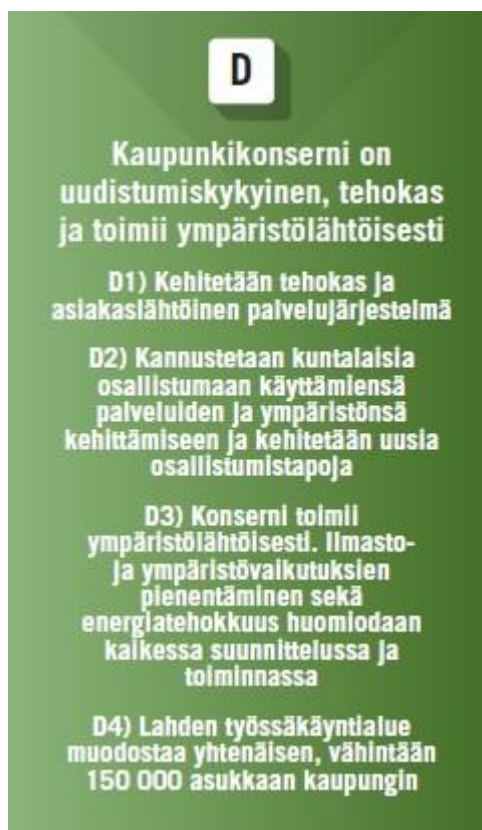 D
Kaupunkikonserni on
uudistumiskykyinen, tehokas
ja toimii ympäristölähtöisesti
D1) Kehitetään tehokas ja
asiakaslähtöinen palvelujärjestelmä
D2) Kannustetaan kuntalaisia
osallistumaan käyttämiensä
palveluiden ja ympäristönsä
kehittämiseen ja kehitetään uusia
osallistumistapoja
D3) Konserni toimii
ympäristölähtöisesti. Ilmasto-
ja ympäristövaikutuksien
pienentäminen sekä
energiatehokkuus huomiodaan
kaikessa suunnittelussa ja
toiminnassa
D4) Lahden työssäkäyntialue
muodostaa yhtenäisen, vähintään
150 000 asukkaan kaupungin